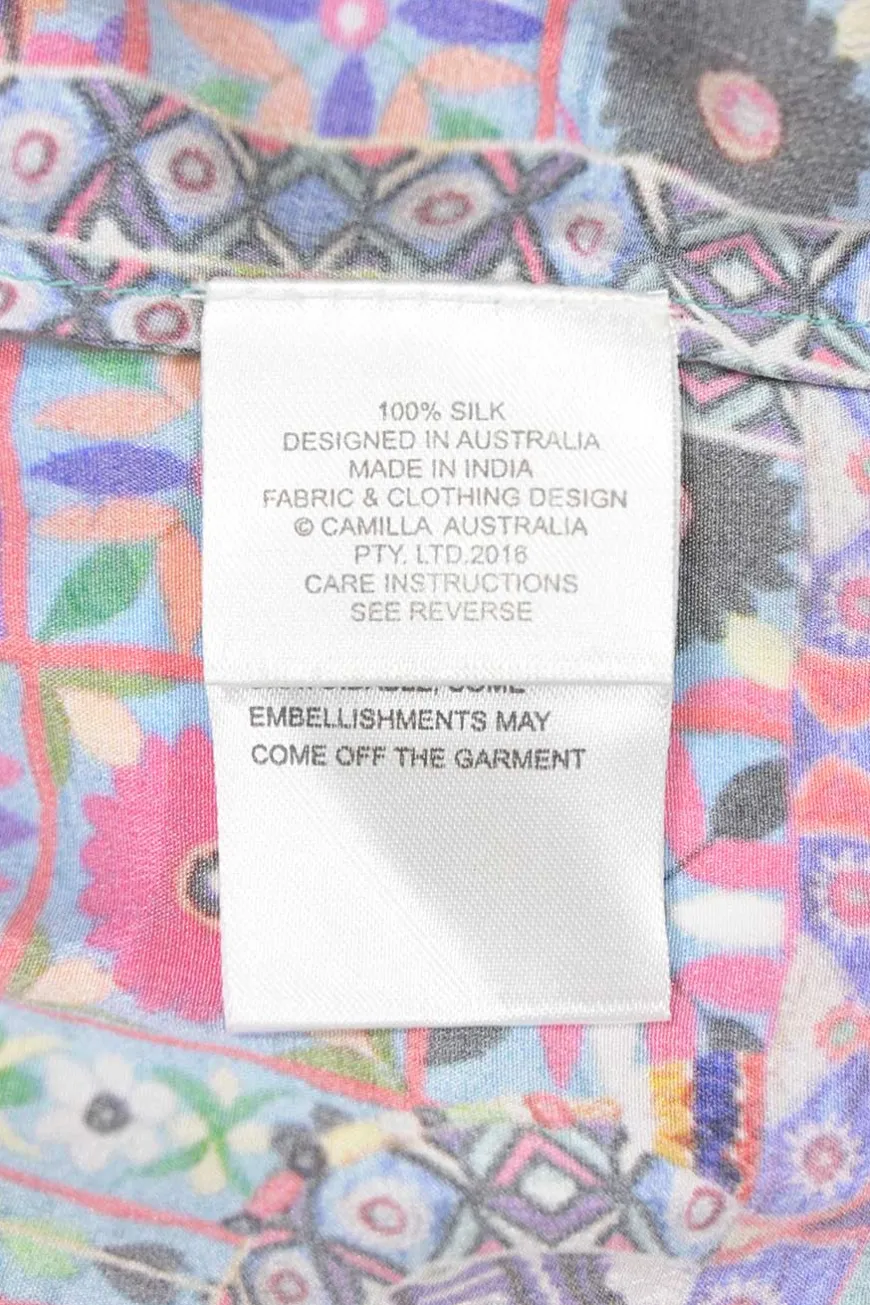 100% SILK
DESIGNED IN AUSTRALIA
MADE IN INDIA
FABRIC & CLOTHING DESIGN
© CAMILLA AUSTRALIA
PTY. LTD.2016
CARE INSTRUCTIONS
SEE REVERSE
SOME
EMBELLISHMENTS MAY
COME OFF THE GARMENT